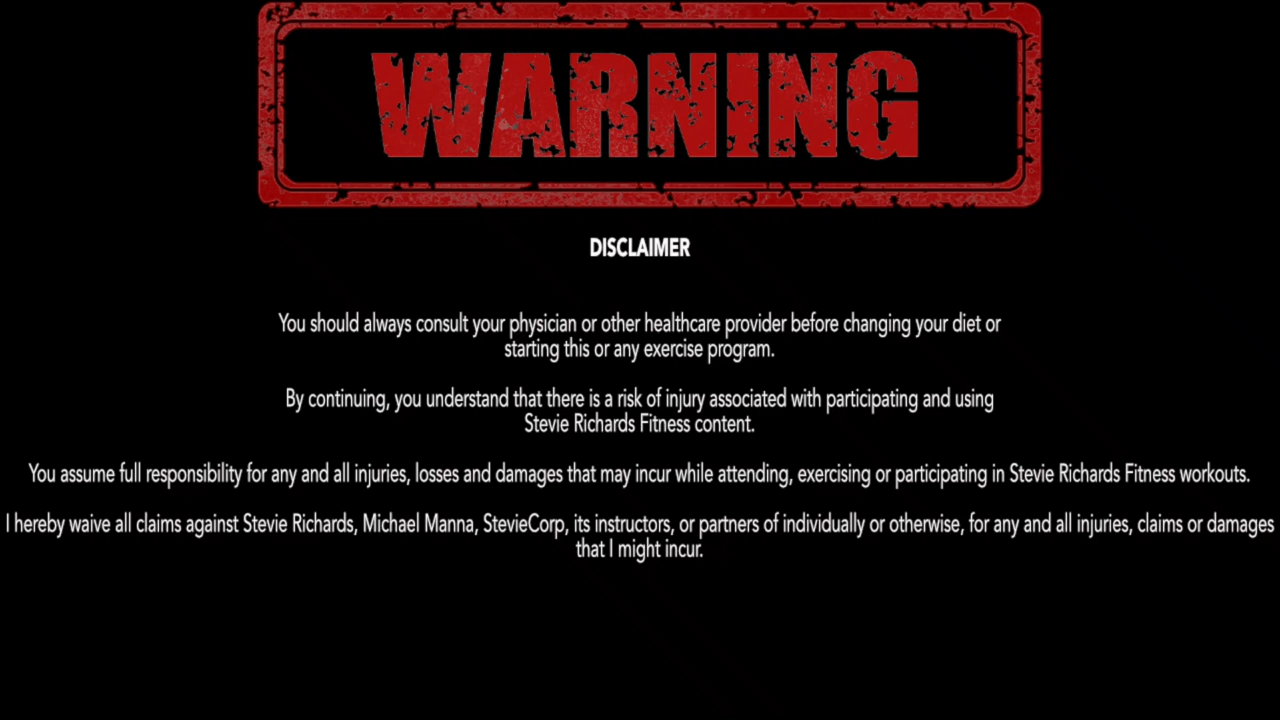 WARNING
DISCLAIMER
You should always consult your physician or other healthcare provider before changing your diet or
starting this or any exercise program.
By continuing, you understand that there is a risk of injury associated with participating and using
Stevie Richards Fitness content.
You assume full responsibility for any and all injuries, losses and damages that may incur while attending, exercising or participating in Stevie Richards Fitness workouts.
I hereby waive all claims against Stevie Richards, Michael Manna, StevieCorp, its instructors, or partners of individually or otherwise, for any and all injuries, claims or damages
that I might incur.